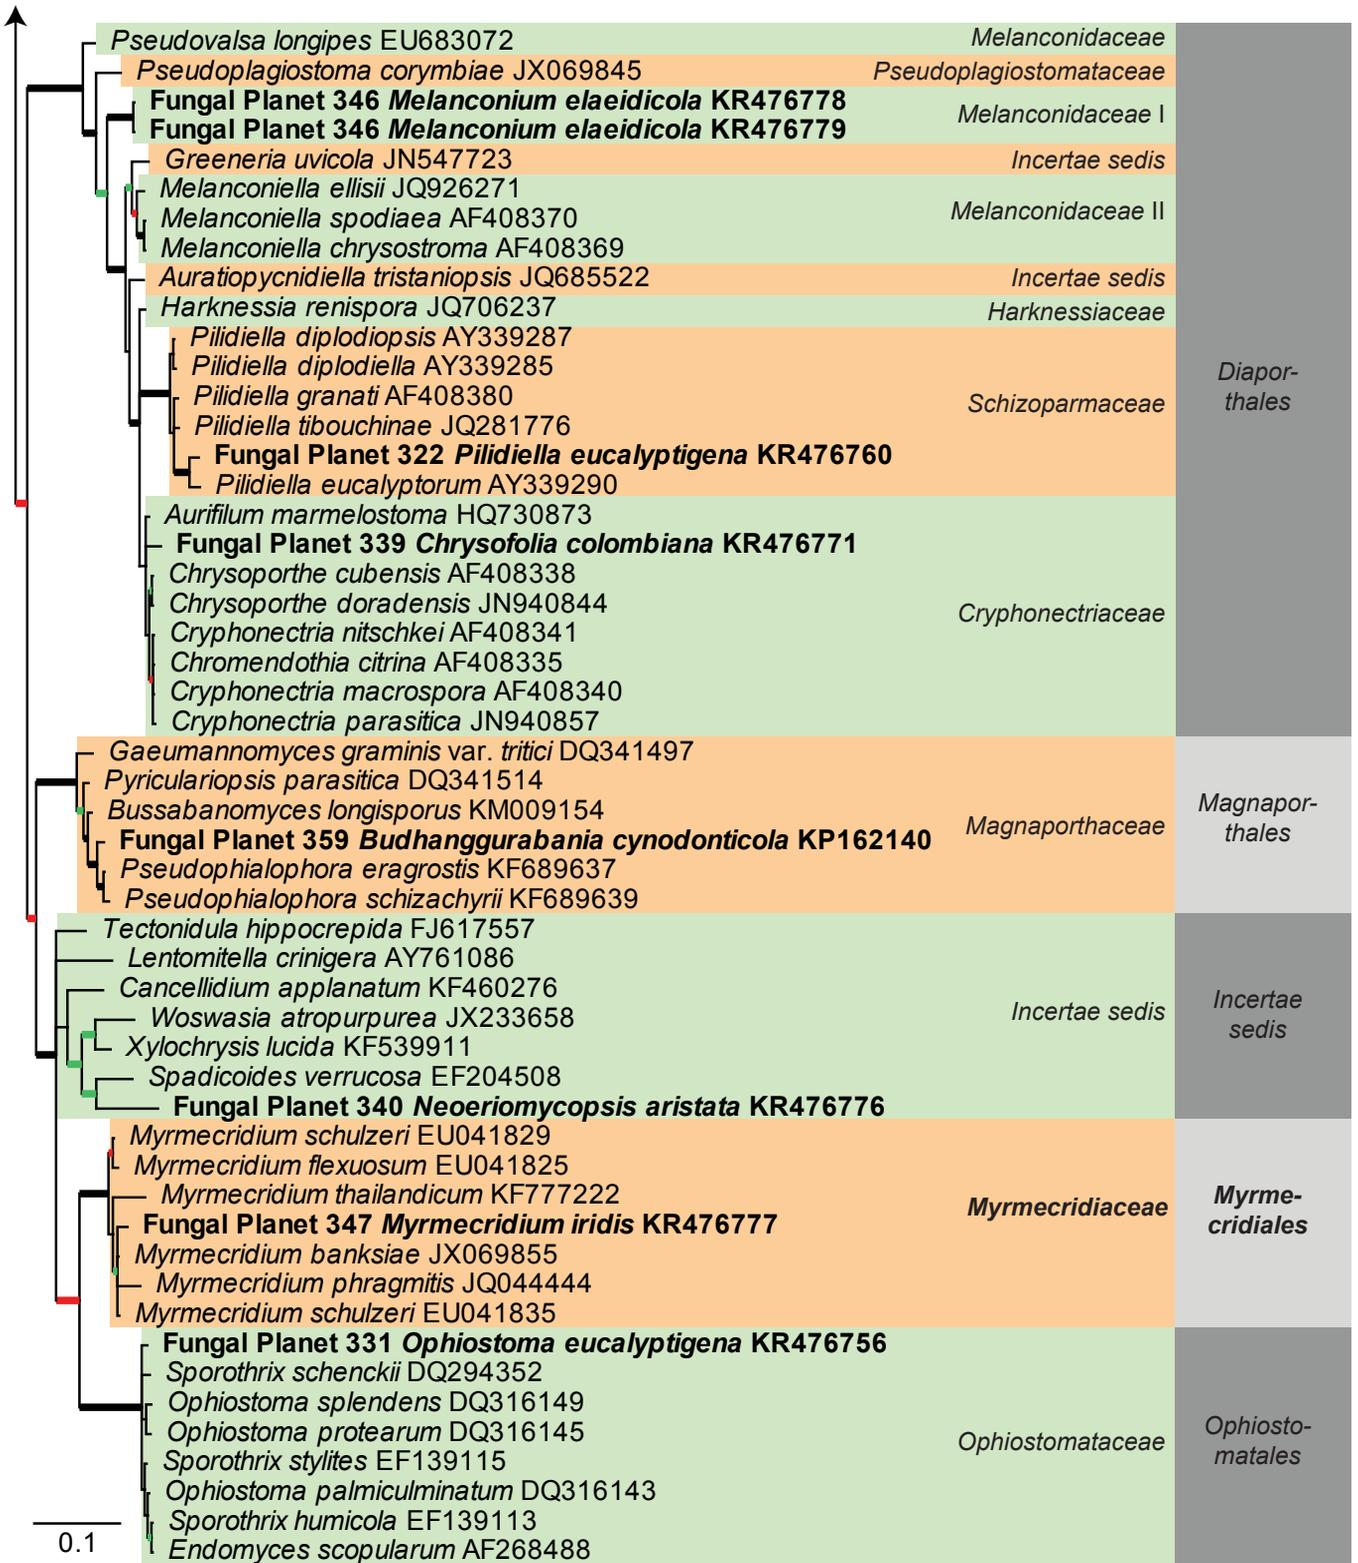 Pseudovalsa longipes EU683072 Melanconidaceae
Pseudoplagiostoma corymbiae JX069845 Pseudoplagiostomataceae
Fungal Planet 346 Melanconium elaeidicola KR476778
Melanconidaceae I
Fungal Planet 346 Melanconium elaeidicola KR476779
Greeneria uvicola JN547723 Incertae sedis
Melanconiella ellisii JQ926271
Melanconiella spodiaea AF408370 Melanconidaceae II
Melanconiella chrysostroma AF408369
Auratiopycnidiella tristaniopsis JQ685522 Incertae sedis
Harknessia renispora JQ706237 Harknessiaceae
Pilidiella diplodiopsis AY339287
Pilidiella diplodiella AY339285
Diapor-
thales
Pilidiella granati AF408380 Schizoparmaceae
Pilidiella tibouchinae JQ281776
Fungal Planet 322 Pilidiella eucalyptigena KR476760
Pilidiella eucalyptorum AY339290
Aurifilum marmelostoma HQ730873
Fungal Planet 339 Chrysofolia colombiana KR476771
Chrysoporthe cubensis AF408338
Chrysoporthe doradensis JN940844 Cryphonectriaceae
Cryphonectria nitschkei AF408341
Chromendothia citrina AF408335
Cryphonectria macrospora AF408340
Cryphonectria parasitica JN940857
Gaeumannomyces graminis var. tritici DQ341497
Pyriculariopsis parasitica DQ341514
Bussabanomyces longisporus KM009154
Magnapor-
thales
Fungal Planet 359 Budhanggurabania cynodonticola KP162140 Magnaporthaceae
Pseudophialophora eragrostis KF689637
Pseudophialophora schizachyrii KF689639
Tectonidula hippocrepida FJ617557
Lentomitella crinigera AY761086
Cancellidium applanatum KF460276
Woswasia atropurpurea JX233658 Incertae sedis
Incertae
sedis
Xylochrysis lucida KF539911
Spadicoides verrucosa EF204508
Fungal Planet 340 Neoeriomycopsis aristata KR476776
Myrmecridium schulzeri EU041829
Myrmecridium flexuosum EU041825
Myrmecridium thailandicum KF777222 Myrmecridiaceae
Myrme-
cridiales
Fungal Planet 347 Myrmecridium iridis KR476777
Myrmecridium banksiae JX069855
Myrmecridium phragmitis JQ044444
Myrmecridium schulzeri EU041835
Fungal Planet 331 Ophiostoma eucalyptigena KR476756
Sporothrix schenckii DQ294352
Ophiostoma splendens DQ316149
Ophiostoma protearum DQ316145 Ophiostomataceae
Ophiosto-
matales
Sporothrix stylites EF139115
Ophiostoma palmiculminatum DQ316143
Sporothrix humicola EF139113
Endomyces scopularum AF268488
0.1